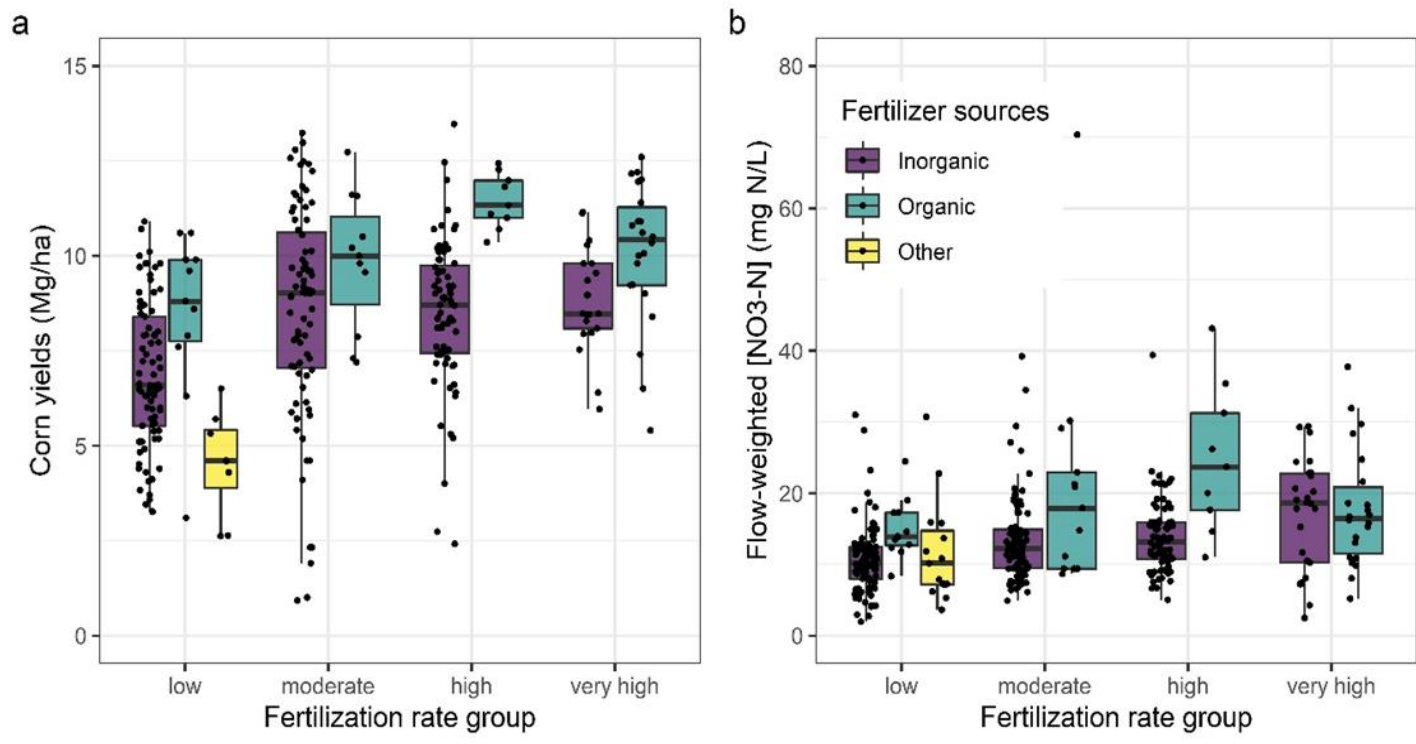 a
15
10
5
0
Corn yields (Mg/ha)
low moderate high very high
Fertilization rate group
b
80
60
40
20
0
Flow-weighted [NO3-N] (mg N/L)
Fertilizer sources
Inorganic
Organic
Other
low moderate high very high
Fertilization rate group